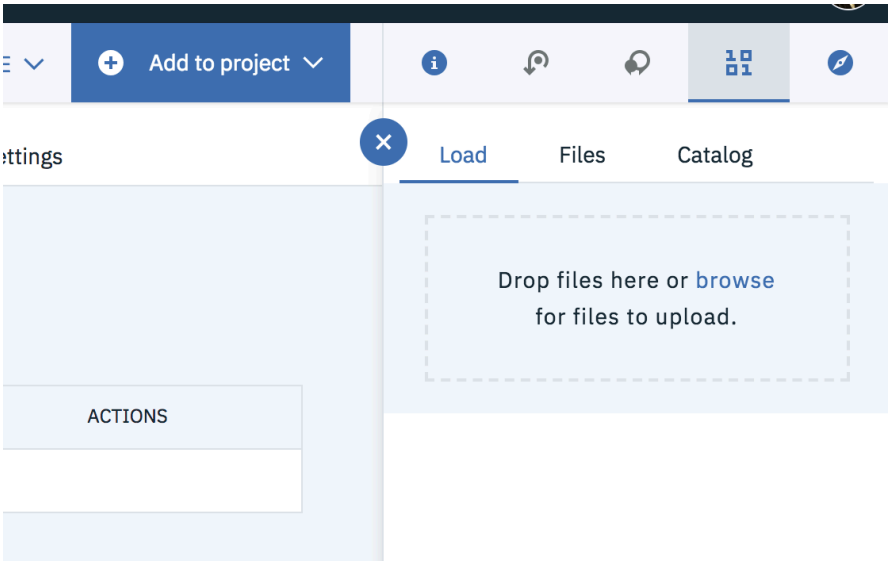 Add to project
ettings
Load Files Catalog
Drop files here or browse
for files to upload.
ACTIONS